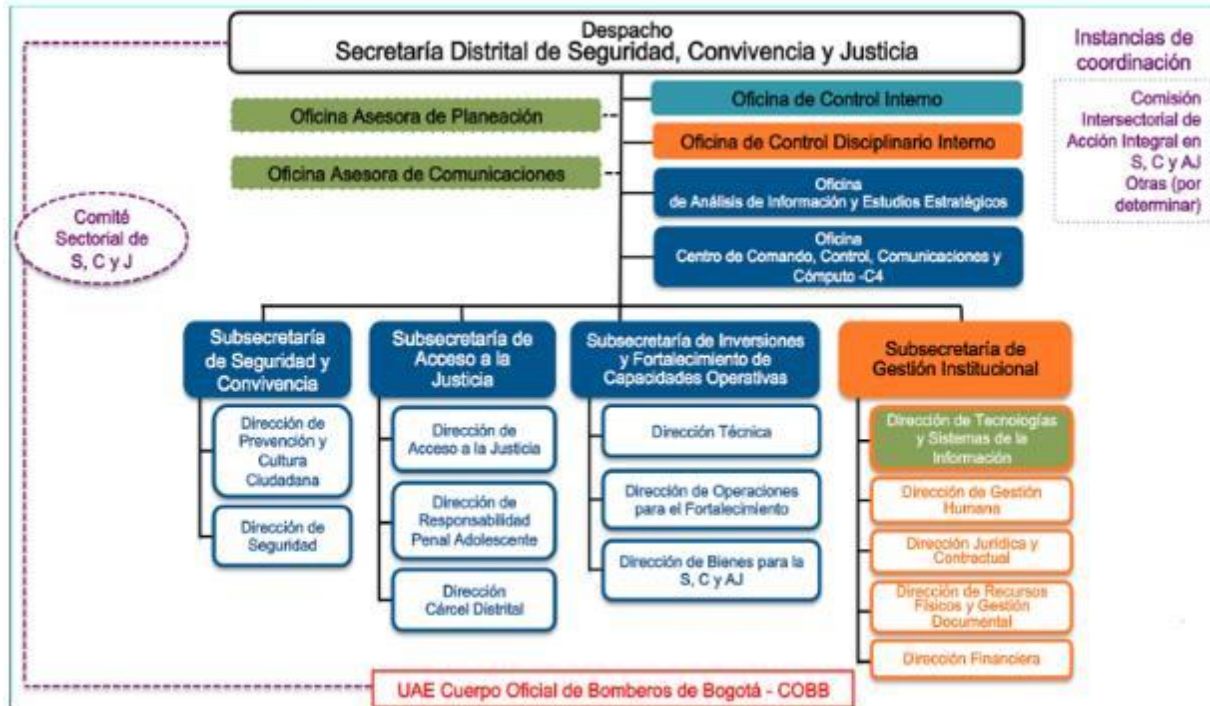 Despacho
Secretaría Distrital de Seguridad, Convivencia y Justicia
Instancias de
coordinación
Comisión
Intersectorial de
Acción Integral en
S, C y AJ
Otras (por
determinar)
Oficina Asesora de Planeación
Oficina Asesora de Comunicaciones
Oficina de Control Interno
Oficina de Control Disciplinario Interno
Oficina
de Análisis de Información y Estudios Estratégicos
Oficina
Centro de Comando, Control, Comunicaciones y
Cómputo -C4
Comité
Sectorial de
S, C y J
Subsecretaría
de Seguridad y
Convivencia
Dirección de
Prevención y
Cultura
Ciudadana
Dirección de
Seguridad
Subsecretaría de
Acceso a la
Justicia
Dirección de
Acceso a la Justicia
Dirección de
Responsabilidad
Penal Adolescente
Dirección
Cárcel Distrital
Subsecretaría de Inversiones
y Fortalecimiento de
Capacidades Operativas
Dirección Técnica
Dirección de Operaciones
para el Fortalecimiento
Dirección de Bienes para la
S, C y AJ
Subsecretaría de
Gestión Institucional
Dirección de Tecnologías
y Sistemas de la
Información
Dirección de Gestión
Humana
Dirección Jurídica y
Contractual
Dirección de Recursos
Físicos y Gestión
Documental
Dirección Financiera
UAE Cuerpo Oficial de Bomberos de Bogotá - COBB